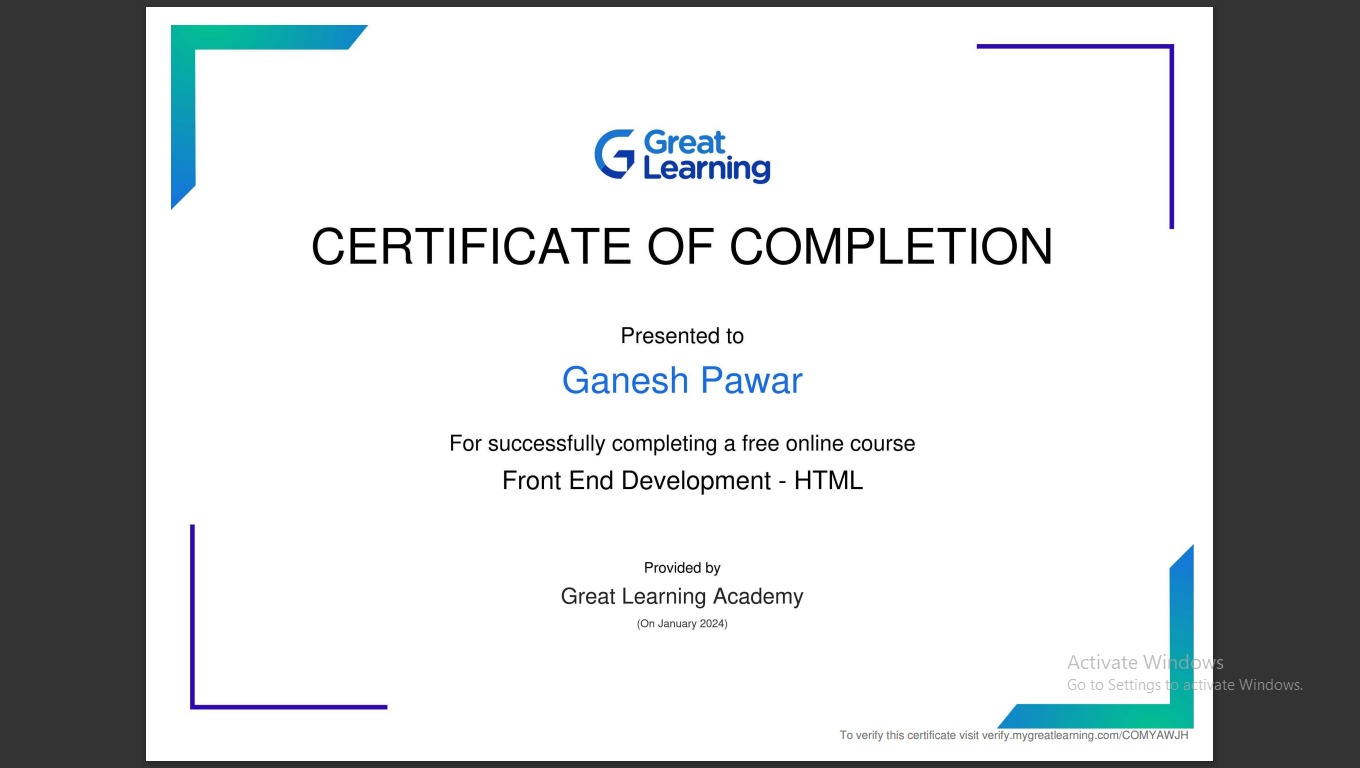 Great
Learning
CERTIFICATE OF COMPLETION
Presented to
Ganesh Pawar
For successfully completing a free online course
Front End Development - HTML
Provided by
Great Learning Academy
(On January 2024)
Activate Windows
Go to Settings to activate Windows.
To verify this certificate visit verify.mygreatlearning.com/COMYAWJH